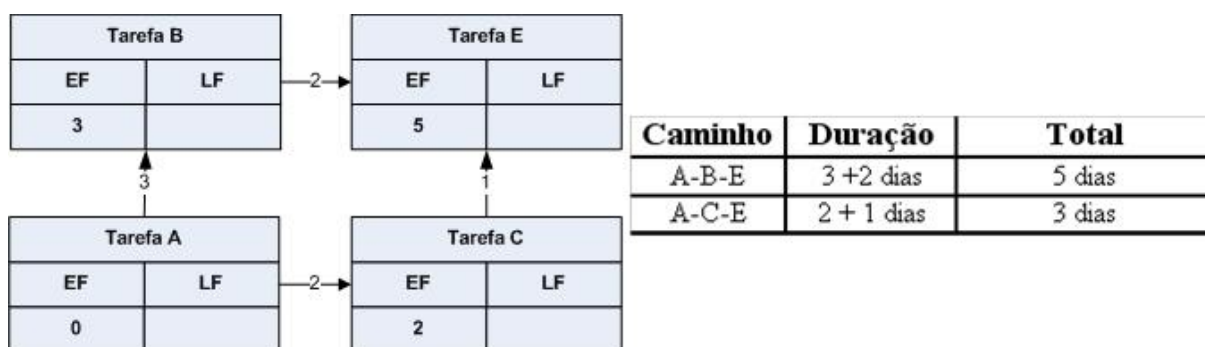 Tarefa B
EF LF
3
2
Tarefa E
EF LF
5
3
1
Tarefa A
EF LF
0
2
Tarefa C
EF LF
2
Caminho Duração Total
A-B-E 3 +2 dias 5 dias
A-C-E 2 + 1 dias 3 dias